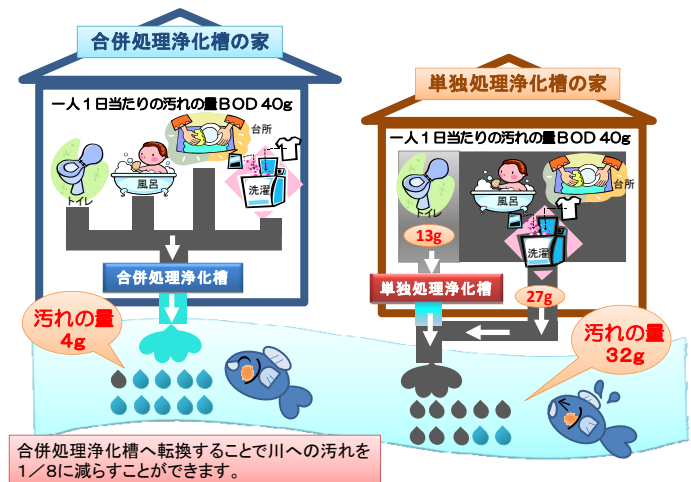 合併処理浄化槽の家
一人1日当たりの汚れの量BOD 40g
台所
トイレ
風呂
洗濯
合併処理浄化槽
汚れの量
4g
単独処理浄化槽の家
一人1日当たりの汚れの量BOD 40g
トイレ
風呂
台所
洗濯
13g
単独処理浄化槽
27g
汚れの量
32g
合併処理浄化槽へ転換することで川への汚れを
1/8に減らすことができます。